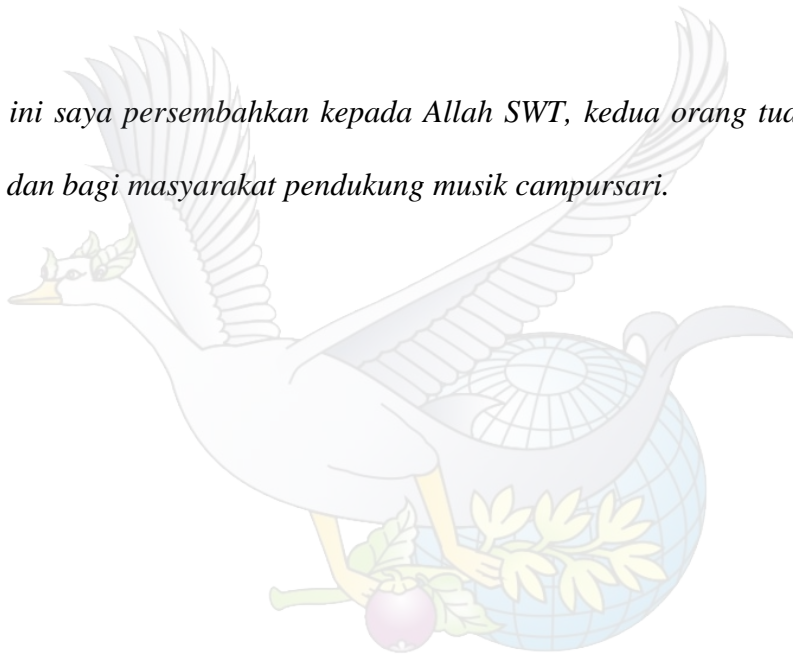 ini saya persembahkan kepada Allah SWT, kedua orang tua
dan bagi masyarakat pendukung musik campursari.